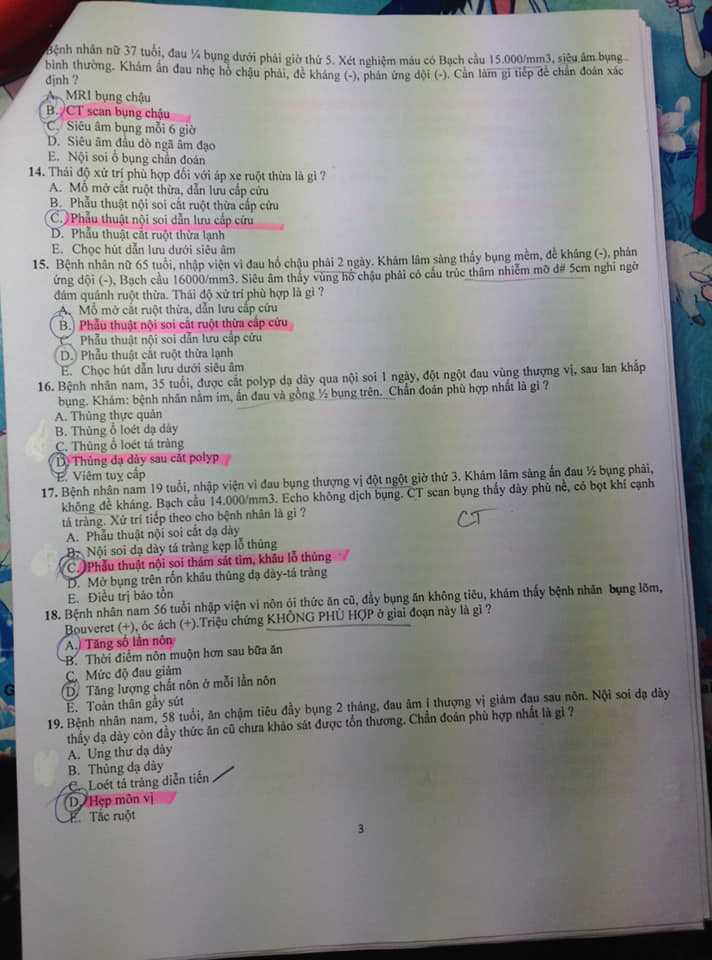 Bệnh nhân nữ 37 tuổi, đau ¼ bụng dưới phải giờ thứ 5. Xét nghiệm máu có Bạch cầu 15.000/mm3, siêu âm bụng
bình thường. Khám ấn đau nhẹ hố chậu phải, đề kháng (-), phản ứng dội (-). Cần làm gì tiếp để chẩn đoán xác
định ?
A. MRI bụng chậu
B. CT scan bụng chậu
C. Siêu âm bụng mỗi 6 giờ
D. Siêu âm đầu dò ngã âm đạo
E. Nội soi ổ bụng chẩn đoán
14. Thái độ xử trí phù hợp đối với áp xe ruột thừa là gì ?
A. Mổ mở cắt ruột thừa, dẫn lưu cấp cứu
B. Phẫu thuật nội soi cắt ruột thừa cấp cứu
C. Phẫu thuật nội soi dẫn lưu cấp cứu
D. Phẫu thuật cắt ruột thừa lạnh
E. Chọc hút dẫn lưu dưới siêu âm
15. Bệnh nhân nữ 65 tuổi, nhập viện vì đau hố chậu phải 2 ngày. Khám lâm sàng thấy bụng mềm, đề kháng (-), phản
ứng dội (-), Bạch cầu 16000/mm3. Siêu âm thấy vùng hố chậu phải có cấu trúc thâm nhiễm mỡ d# 5cm nghi ngờ
đám quánh ruột thừa. Thái độ xử trí phù hợp là gì ?
A. Mổ mở cắt ruột thừa, dẫn lưu cấp cứu
B. Phẫu thuật nội soi cắt ruột thừa cấp cứu
C. Phẫu thuật nội soi dẫn lưu cấp cứu
D. Phẫu thuật cắt ruột thừa lạnh
E. Chọc hút dẫn lưu dưới siêu âm
16. Bệnh nhân nam, 35 tuổi, được cắt polyp dạ dày qua nội soi 1 ngày, đột ngột đau vùng thượng vị, sau lan khắp
bụng. Khám: bệnh nhân nằm im, ấn đau và gồng ½ bụng trên. Chẩn đoán phù hợp nhất là gì ?
A. Thủng thực quản
B. Thủng ổ loét dạ dày
C. Thủng ổ loét tá tràng
D. Thủng dạ dày sau cắt polyp
E. Viêm tuỵ cấp
17. Bệnh nhân nam 19 tuổi, nhập viện vì đau bụng thượng vị đột ngột giờ thứ 3. Khám lâm sàng ấn đau ½ bụng phải,
không đề kháng. Bạch cầu 14.000/mm3. Echo không dịch bụng. CT scan bụng thấy dày phù nề, có bọt khí cạnh
tá tràng. Xử trí tiếp theo cho bệnh nhân là gì ?
CT
A. Phẫu thuật nội soi cắt dạ dày
B. Nội soi dạ dày tá tràng kẹp lỗ thủng
C. Phẫu thuật nội soi thám sát tìm, khâu lỗ thủng
D. Mở bụng trên rốn khâu thủng dạ dày-tá tràng
E. Điều trị bảo tồn
18. Bệnh nhân nam 56 tuổi nhập viện vì nôn ói thức ăn cũ, đầy bụng ăn không tiêu, khám thấy bệnh nhân bụng lõm,
Bouveret (+), óc ách (+).Triệu chứng KHÔNG PHÙ HỢP ở giai đoạn này là gì ?
A. Tăng số lần nôn
B. Thời điểm nôn muộn hơn sau bữa ăn
C. Mức độ đau giảm
D. Tăng lượng chất nôn ở mỗi lần nôn
E. Toàn thân gầy sút
19. Bệnh nhân nam, 58 tuổi, ăn chậm tiêu đầy bụng 2 tháng, đau âm ỉ thượng vị giảm đau sau nôn. Nội soi dạ dày
thấy dạ dày còn đầy thức ăn cũ chưa khảo sát được tổn thương. Chẩn đoán phù hợp nhất là gì ?
A. Ung thư dạ dày
B. Thủng dạ dày
C. Loét tá tràng diễn tiến
D. Hẹp môn vị
E. Tắc ruột
3